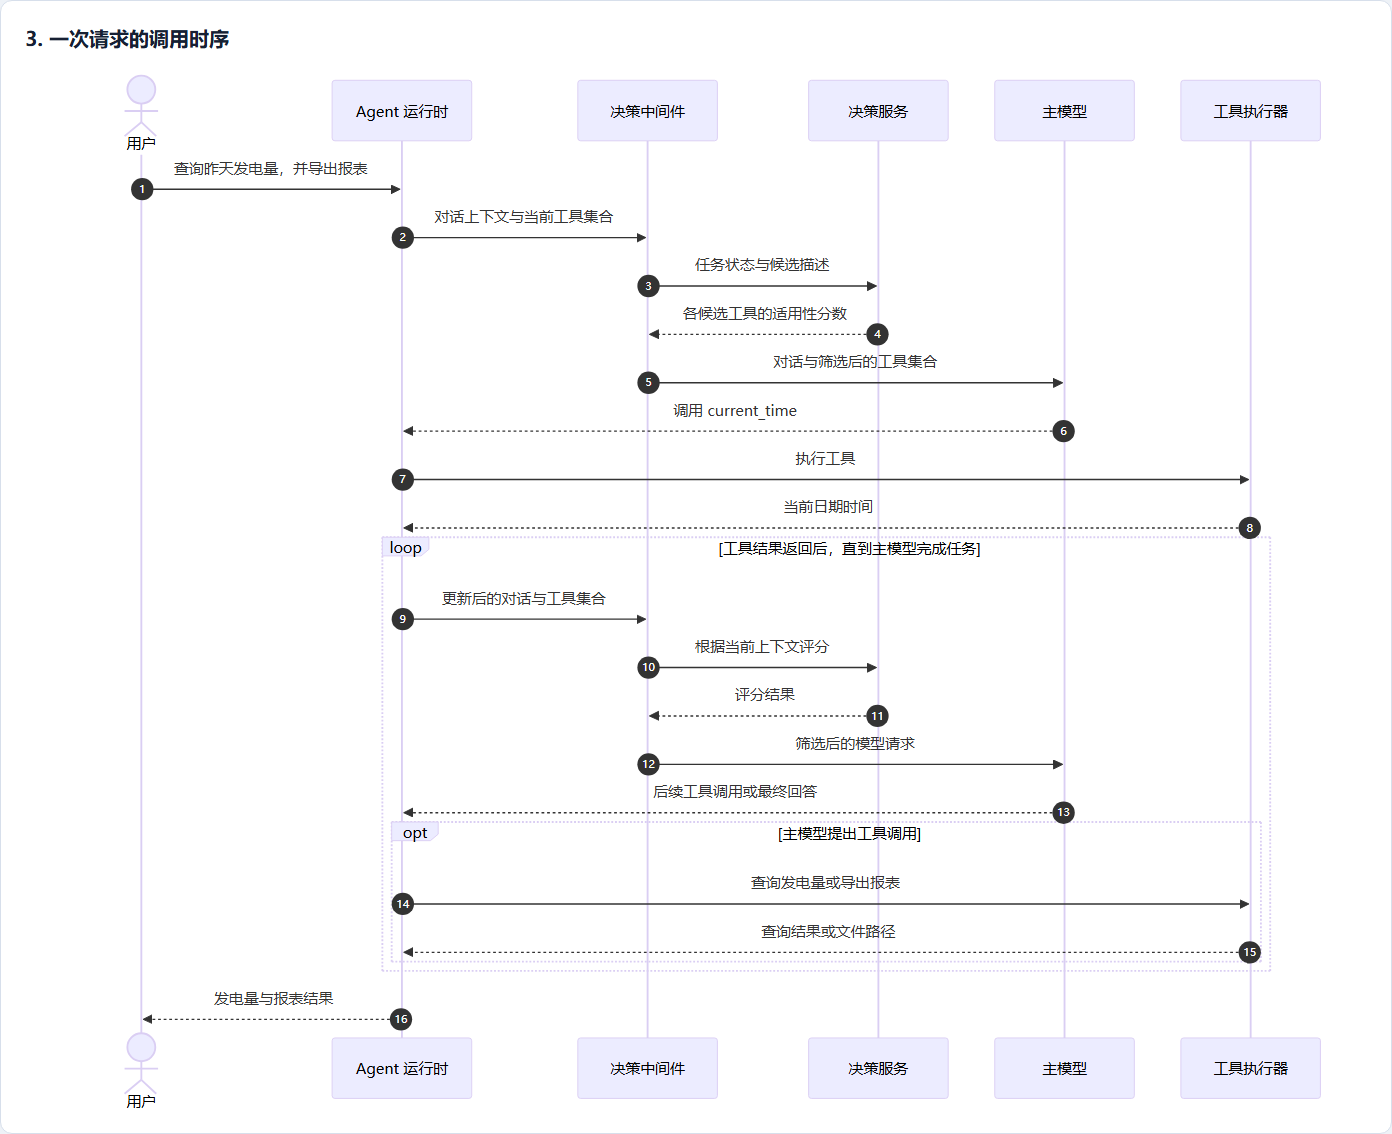 3. 一次请求的调用时序
用户
Agent 运行时
决策中间件
决策服务
主模型
工具执行器
查询昨天发电量，并导出报表
1
对话上下文与当前工具集合
2
任务状态与候选描述
3
各候选工具的适用性分数
4
对话与筛选后的工具集合
5
调用 current_time
6
执行工具
7
当前日期时间
8
loop
[工具结果返回后，直到主模型完成任务]
更新后的对话与工具集合
9
根据当前上下文评分
10
评分结果
11
筛选后的模型请求
12
后续工具调用或最终回答
13
opt
[主模型提出工具调用]
查询发电量或导出报表
14
查询结果或文件路径
15
发电量与报表结果
16
用户
Agent 运行时
决策中间件
决策服务
主模型
工具执行器